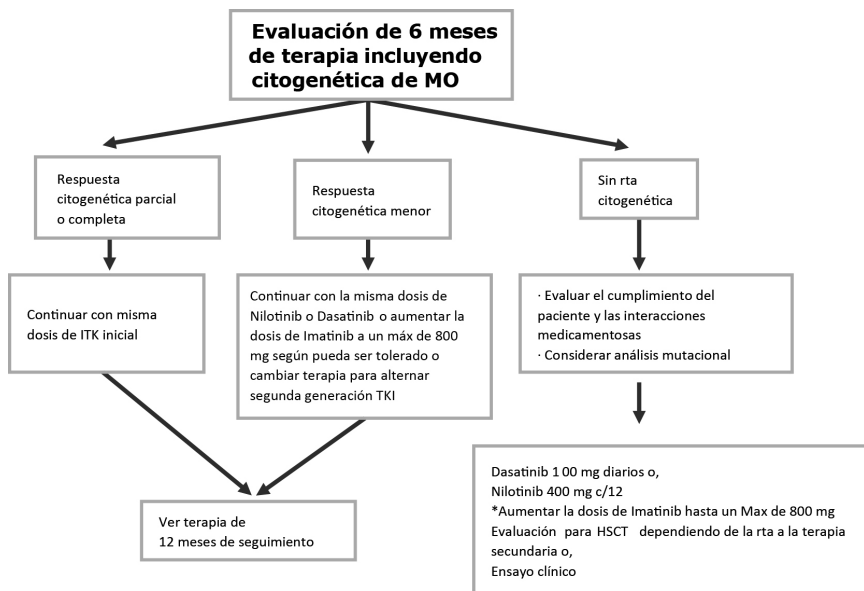 Evaluación de 6 meses
de terapia incluyendo
citogenética de MO
Respuesta
citogenética parcial
o completa
Respuesta
citogenética menor
Sin rta
citogenética
Continuar con misma
dosis de ITK inicial
Continuar con la misma dosis de
Nilotinib o Dasatinib o aumentar la
dosis de Imatinib a un máx de 800
mg según pueda ser tolerado o
cambiar terapia para alternar
segunda generación TKI
· Evaluar el cumplimiento del
paciente y las interacciones
medicamentosas
· Considerar análisis mutacional
Ver terapia de
12 meses de seguimiento
Dasatinib 100 mg diarios o,
Nilotinib 400 mg c/12
*Aumentar la dosis de Imatinib hasta un Max de 800 mg
Evaluación para HSCT dependiendo de la rta a la terapia
secundaria o,
Ensayo clínico